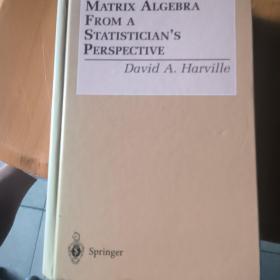 MATRIX ALGEBRA
FROM A
STATISTICIAN'S
PERSPECTIVE
David A. Harville
Springer